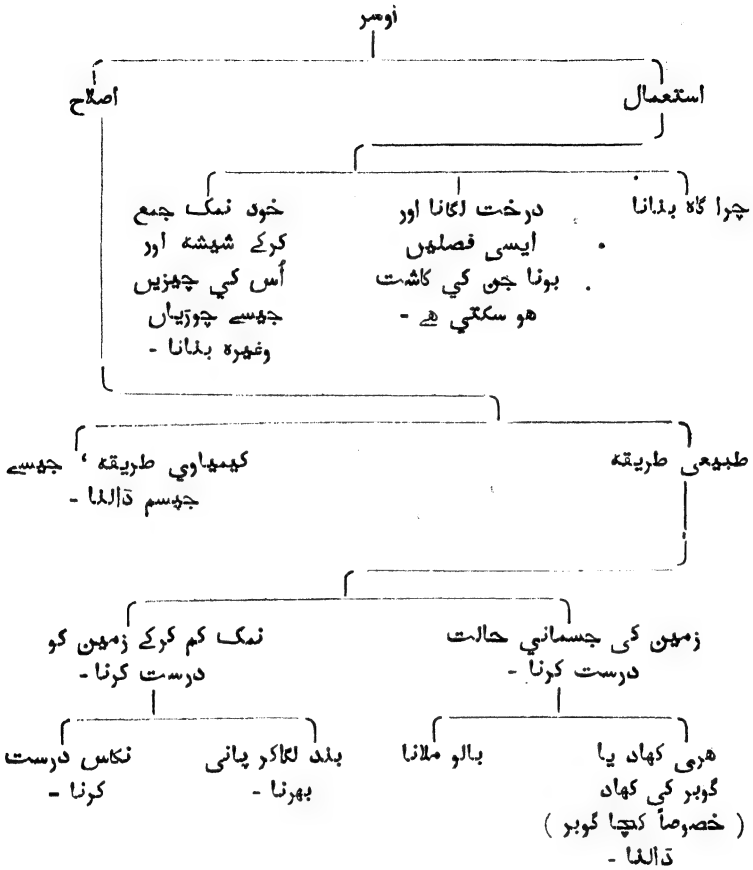 اوسر
استعمال
اصلاح
چرا گاہ بنانا
درخت لگانا اور
ایسی فصلیں
بونا جن کی کاشت
ھو سکتی ھے -
خود نمک جمع
کرکے شیشہ اور
اُس کی چیزیں
جیسے چوڑیاں
وغیرہ بنانا -
طبیعی طریقہ
کیمیاوی طریقہ ، جیسے
جپسم ڈالنا -
زمین کی جسمانی حالت
درست کرنا -
نمک کم کرکے زمین کو
درست کرنا -
ھری کھاد یا
گوبر کی کھاد
( خصوصاً کچا گوبر )
ڈالنا -
بالو ملانا
بند لگاکر پانی
بھرنا -
نکاس درست
کرنا -